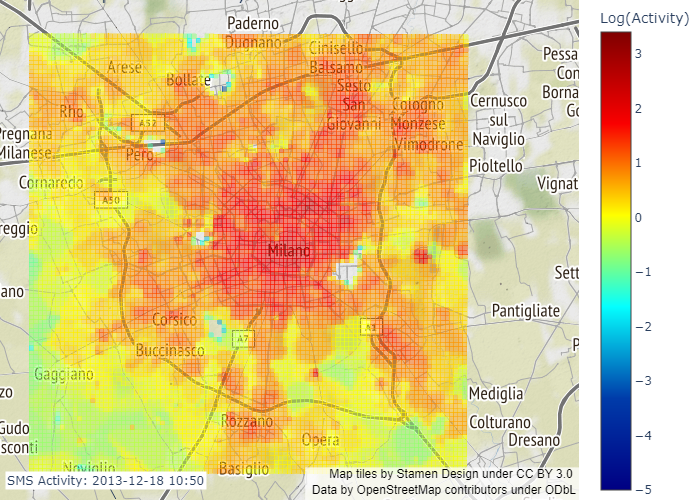 Log(Activity)
3
2
1
0
−1
−2
−3
−4
−5
Paderno
Dugnano
Cinisello
Balsamo
Arese
Bollate
Sesto
San
Giovanni
Pessa
Con
Borna
Go
Rho
A52
Cologno
Monzese
Cernusco
sul
Naviglio
Pregnana
Milanese
Pero
Vimodrone
Pioltello
Cornaredo
A50
Vignat
reggio
Milano
Sett
ano
Pantigliate
Corsico
A7
Buccinasco
P
Gaggiano
zo
Mediglia
Gudo
sconti
Rozzano
Colturano
Dresano
Opera
Noviglio
Basiglio
SMS Activity: 2013-12-18 10:50
Map tiles by Stamen Design under CC BY 3.0
Data by OpenStreetMap contributors under ODbL